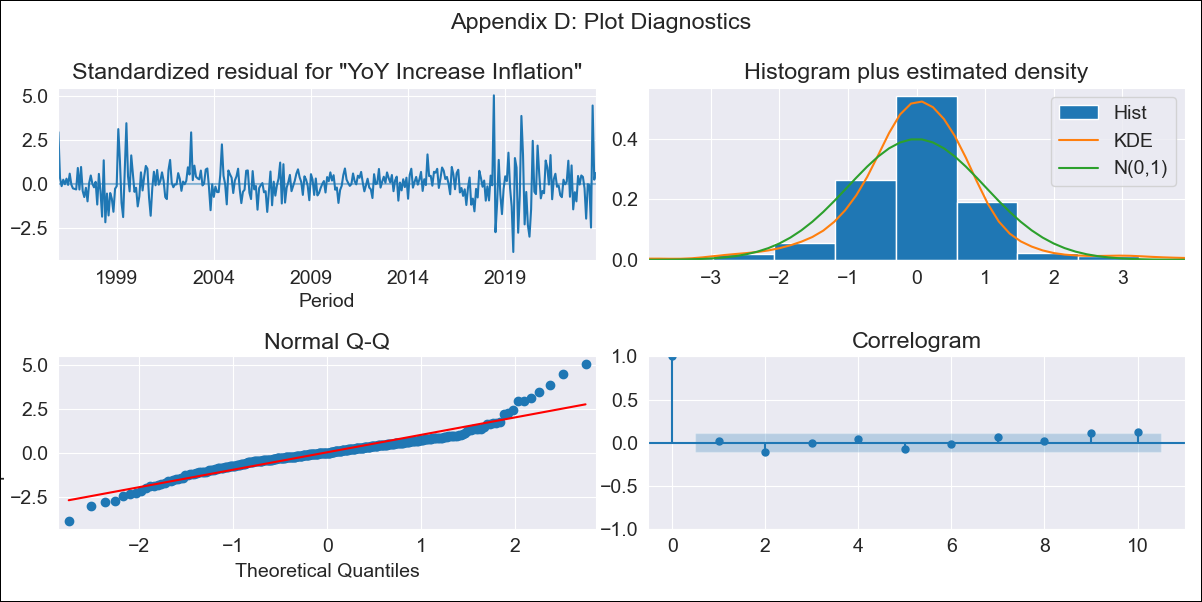 Appendix D: Plot Diagnostics
Standardized residual for "YoY Increase Inflation"
5.0
2.5
0.0
−2.5
1999 2004 2009 2014 2019
Period
Histogram plus estimated density
Hist
KDE
N(0,1)
0.4
0.2
0.0
−3 −2 −1 0 1 2 3
Normal Q-Q
5.0
2.5
0.0
−2.5
−2 −1 0 1 2
Theoretical Quantiles
Correlogram
1.0
0.5
0.0
−0.5
−1.0
0 2 4 6 8 10